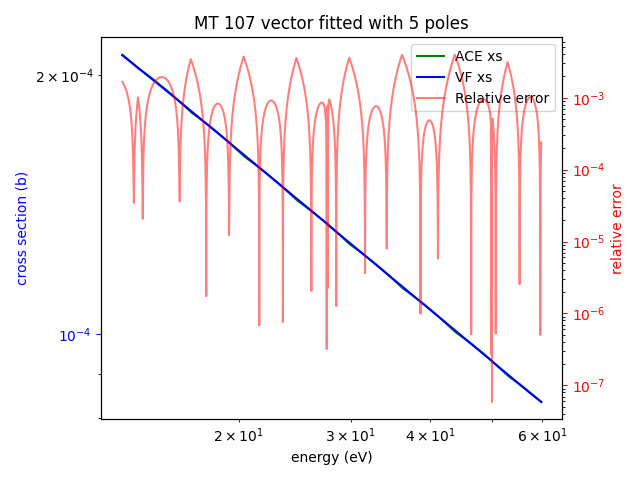 MT 107 vector fitted with 5 poles
ACE xs
VF xs
Relative error
2 × 10⁻⁴
10⁻⁴
cross section (b)
10⁻³
10⁻⁴
10⁻⁵
10⁻⁶
10⁻⁷
relative error
2 × 10¹
3 × 10¹
4 × 10¹
6 × 10¹
energy (eV)